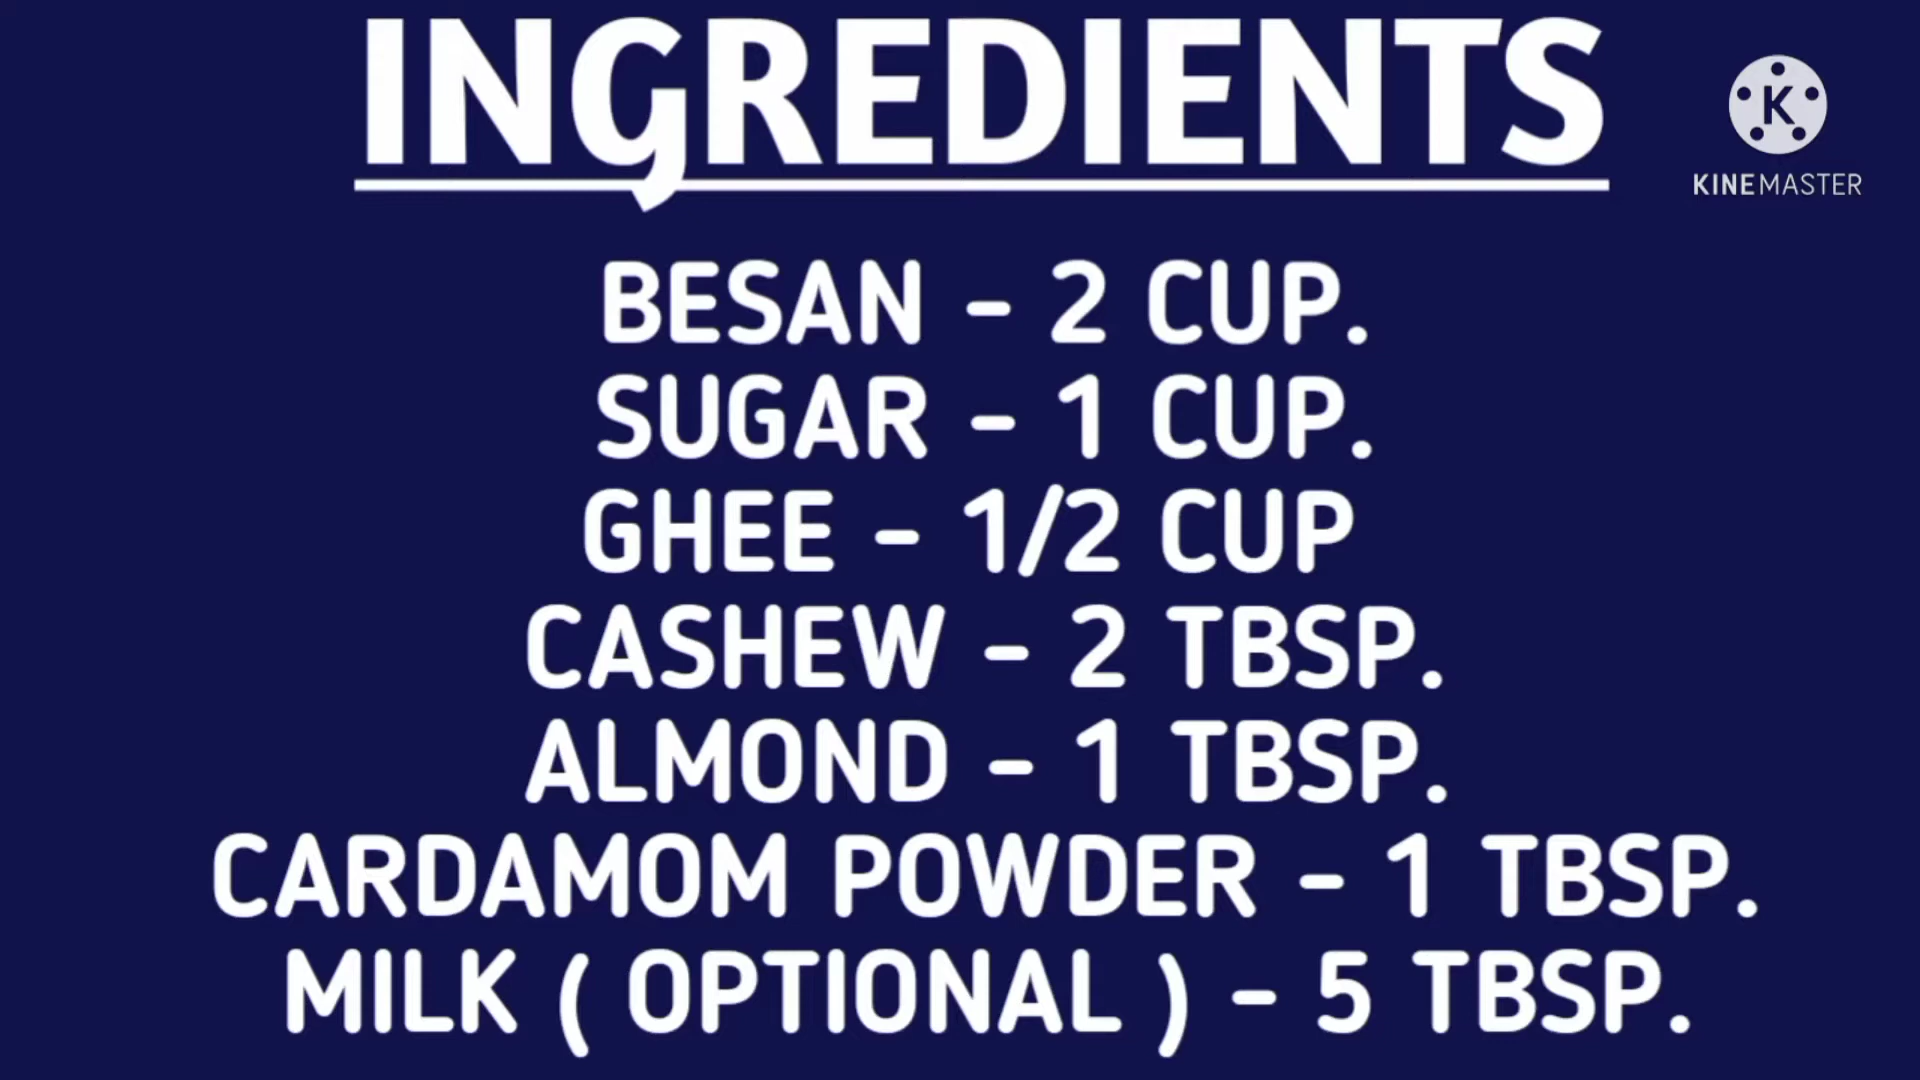 INGREDIENTS
K
KINEMASTER
BESAN - 2 CUP.
SUGAR - 1 CUP.
GHEE - 1/2 CUP
CASHEW - 2 TBSP.
ALMOND - 1 TBSP.
CARDAMOM POWDER - 1 TBSP.
MILK ( OPTIONAL ) - 5 TBSP.